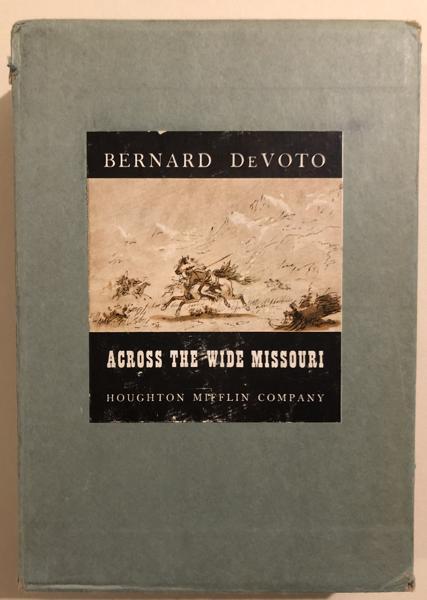 BERNARD DEVOTO
ACROSS THE WIDE MISSOURI
HOUGHTON MIFFLIN COMPANY